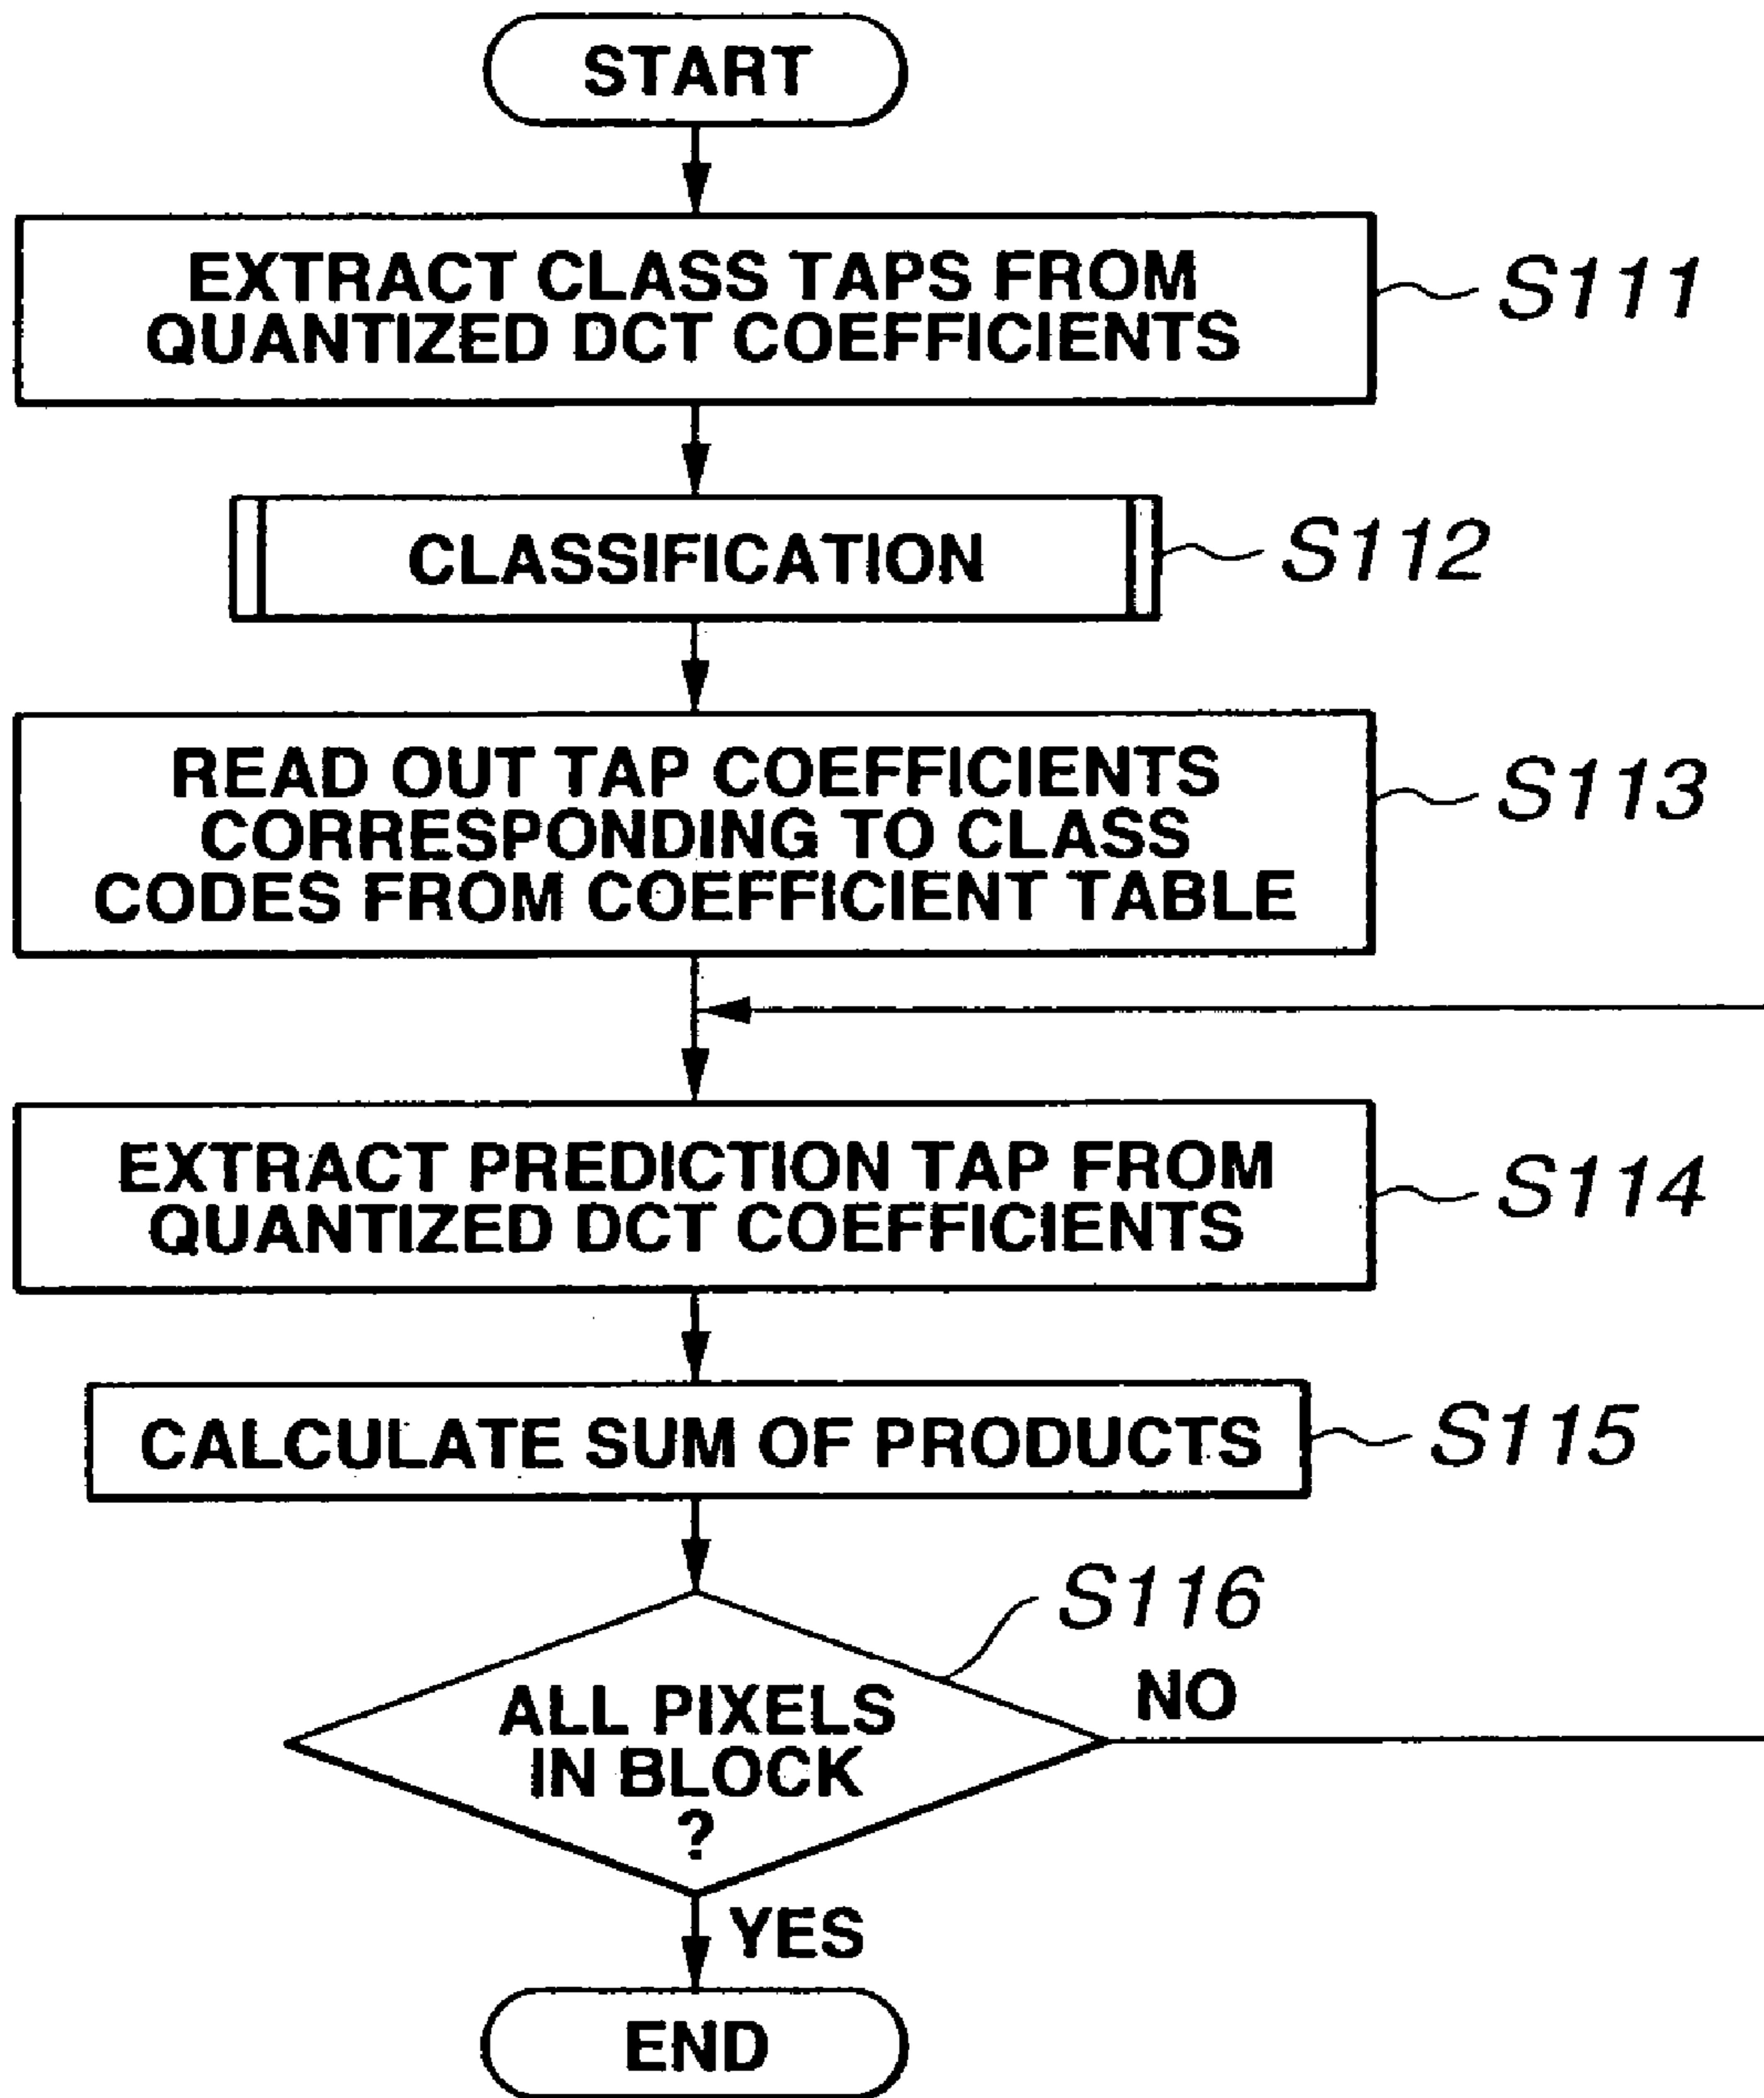 START
EXTRACT CLASS TAPS FROM
QUANTIZED DCT COEFFICIENTS
S111
CLASSIFICATION
S112
READ OUT TAP COEFFICIENTS
CORRESPONDING TO CLASS
CODES FROM COEFFICIENT TABLE
S113
EXTRACT PREDICTION TAP FROM
QUANTIZED DCT COEFFICIENTS
S114
CALCULATE SUM OF PRODUCTS
S115
S116
ALL PIXELS
IN BLOCK
?
NO
YES
END